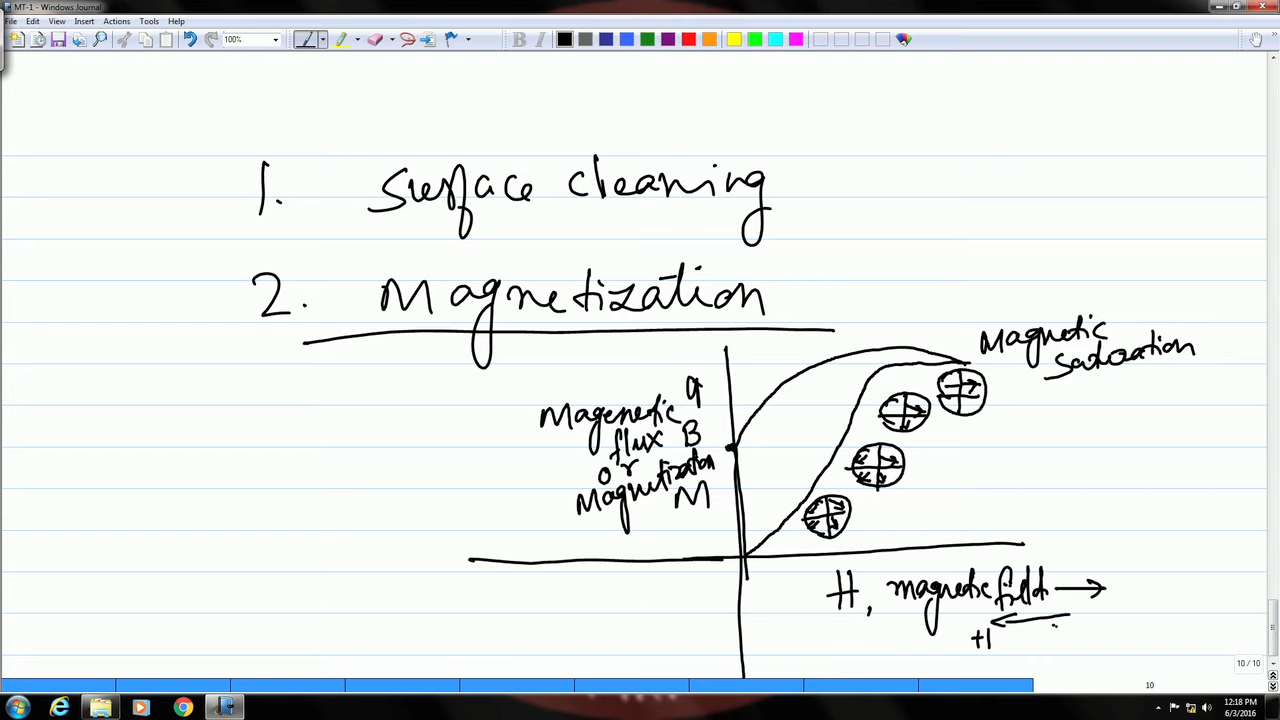 MT-1 - Windows Journal
File Edit View Insert Actions Tools Help
100%
B I
1. Surface cleaning
2. Magnetization
Magnetic
saturation
Magenetic
flux B
or
Magnetization
M
H, magnetic field
+H
10 / 10
10
12:18 PM
6/3/2016